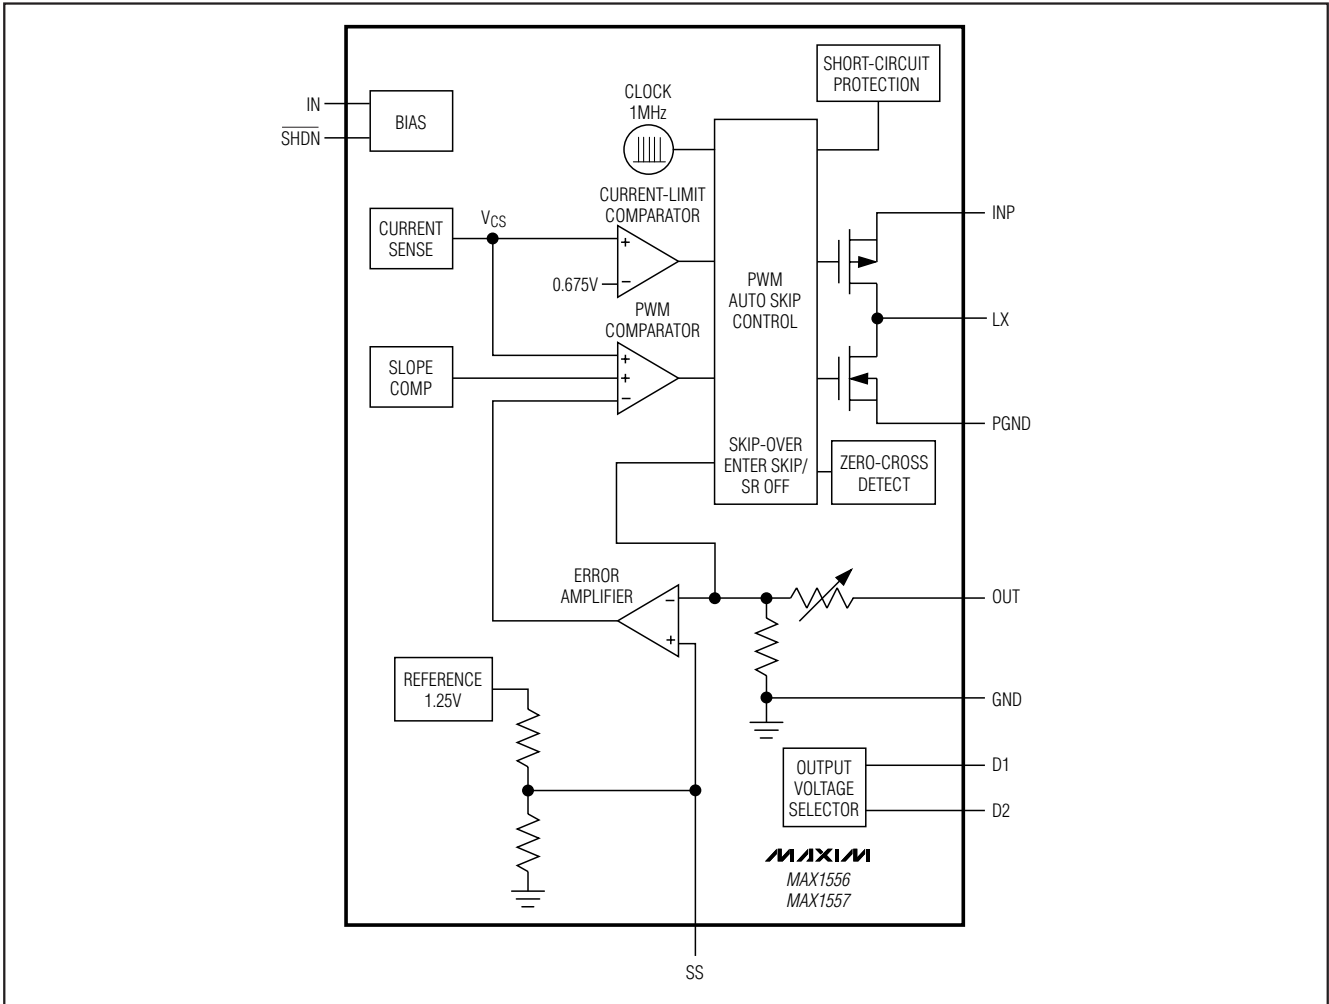 SHORT-CIRCUIT
PROTECTION
CLOCK
1MHz
IN
SHDN
BIAS
CURRENT-LIMIT
COMPARATOR
CURRENT
SENSE
VCS
+
−
0.675V
INP
PWM
AUTO SKIP
CONTROL
PWM
COMPARATOR
LX
SLOPE
COMP
+
+
−
PGND
SKIP-OVER
ENTER SKIP/
SR OFF
ZERO-CROSS
DETECT
ERROR
AMPLIFIER
−
+
OUT
REFERENCE
1.25V
GND
OUTPUT
VOLTAGE
SELECTOR
D1
D2
MAXIM
MAX1556
MAX1557
SS